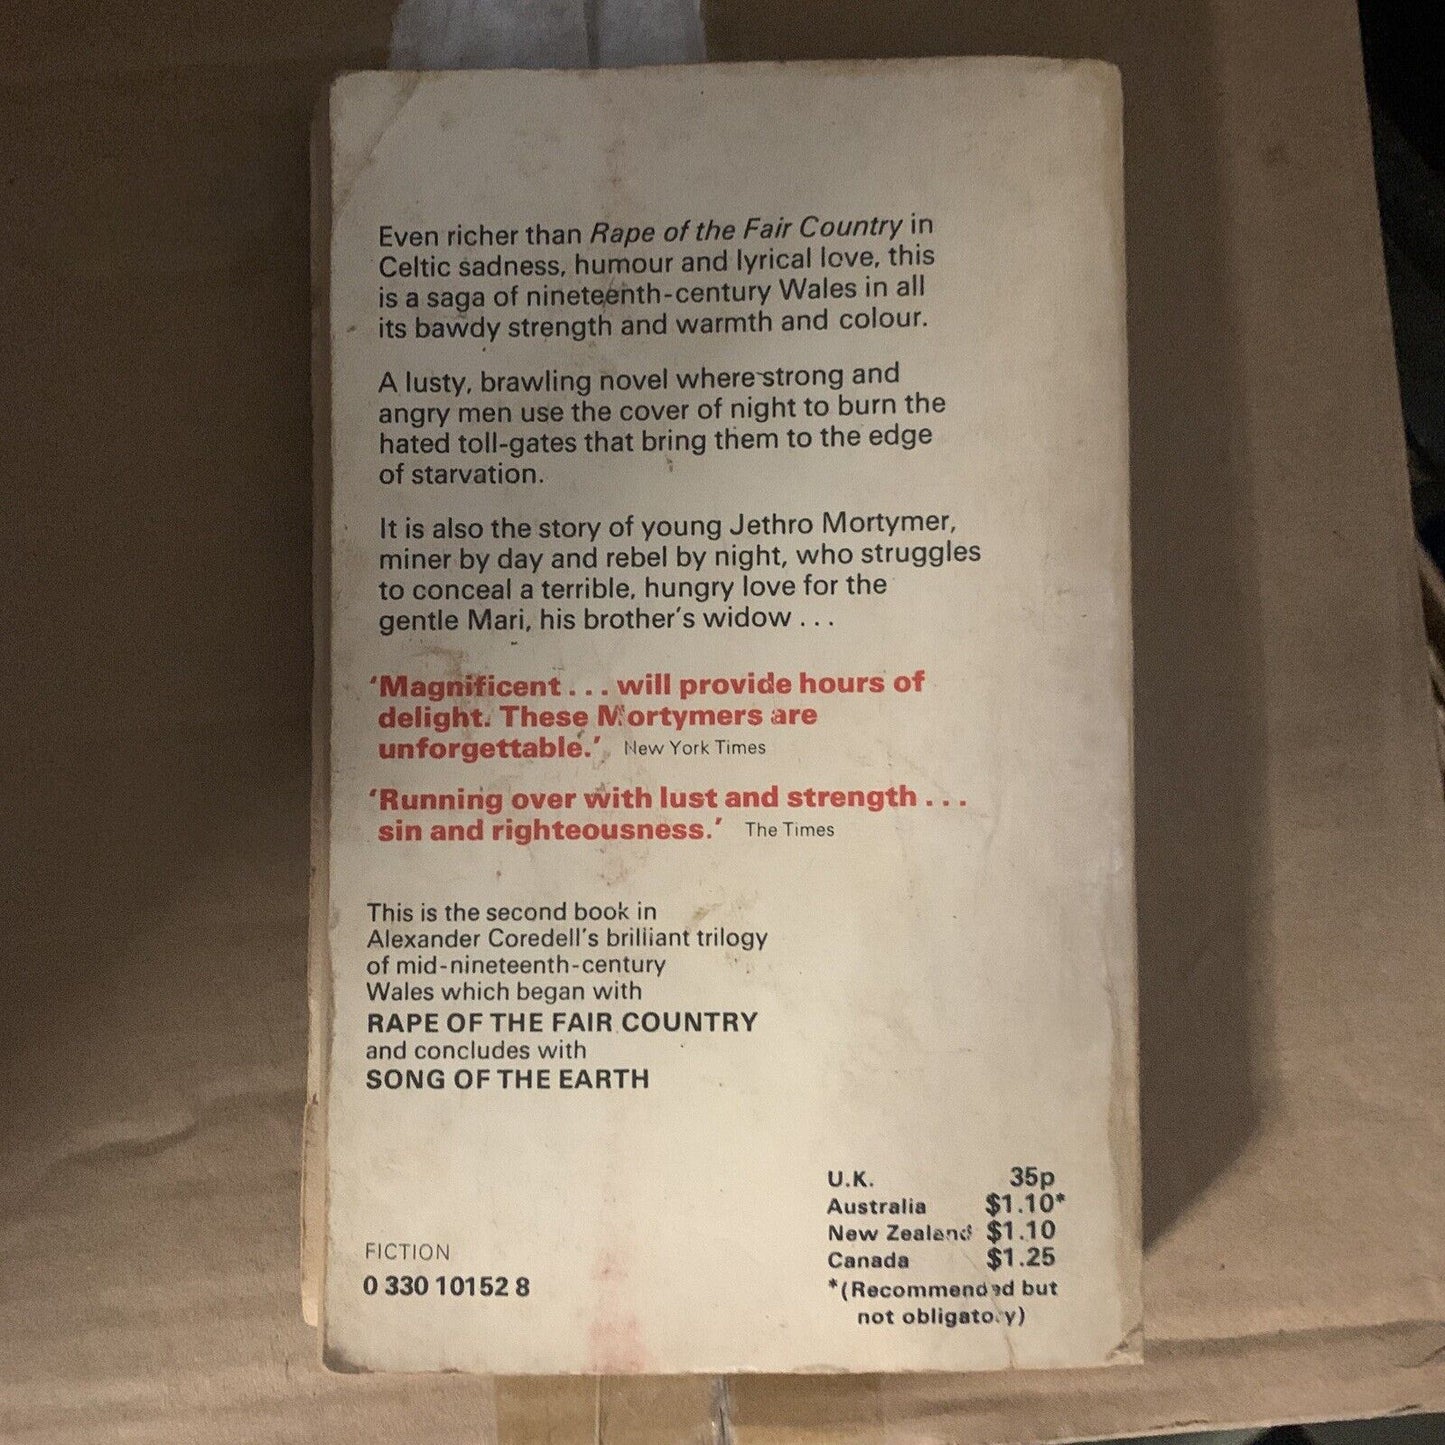 Even richer than Rape of the Fair Country in
Celtic sadness, humour and lyrical love, this
is a saga of nineteenth-century Wales in all
its bawdy strength and warmth and colour.
A lusty, brawling novel where strong and
angry men use the cover of night to burn the
hated toll-gates that bring them to the edge
of starvation.
It is also the story of young Jethro Mortymer,
miner by day and rebel by night, who struggles
to conceal a terrible, hungry love for the
gentle Mari, his brother's widow . . .
'Magnificent . . . will provide hours of
delight. These Mortymers are
unforgettable.' New York Times
'Running over with lust and strength . . .
sin and righteousness.' The Times
This is the second book in
Alexander Coredell's brilliant trilogy
of mid-nineteenth-century
Wales which began with
RAPE OF THE FAIR COUNTRY
and concludes with
SONG OF THE EARTH
FICTION
0 330 10152 8
U.K. 35p
Australia $1.10*
New Zealand $1.10
Canada $1.25
*(Recommended but
not obligatory)